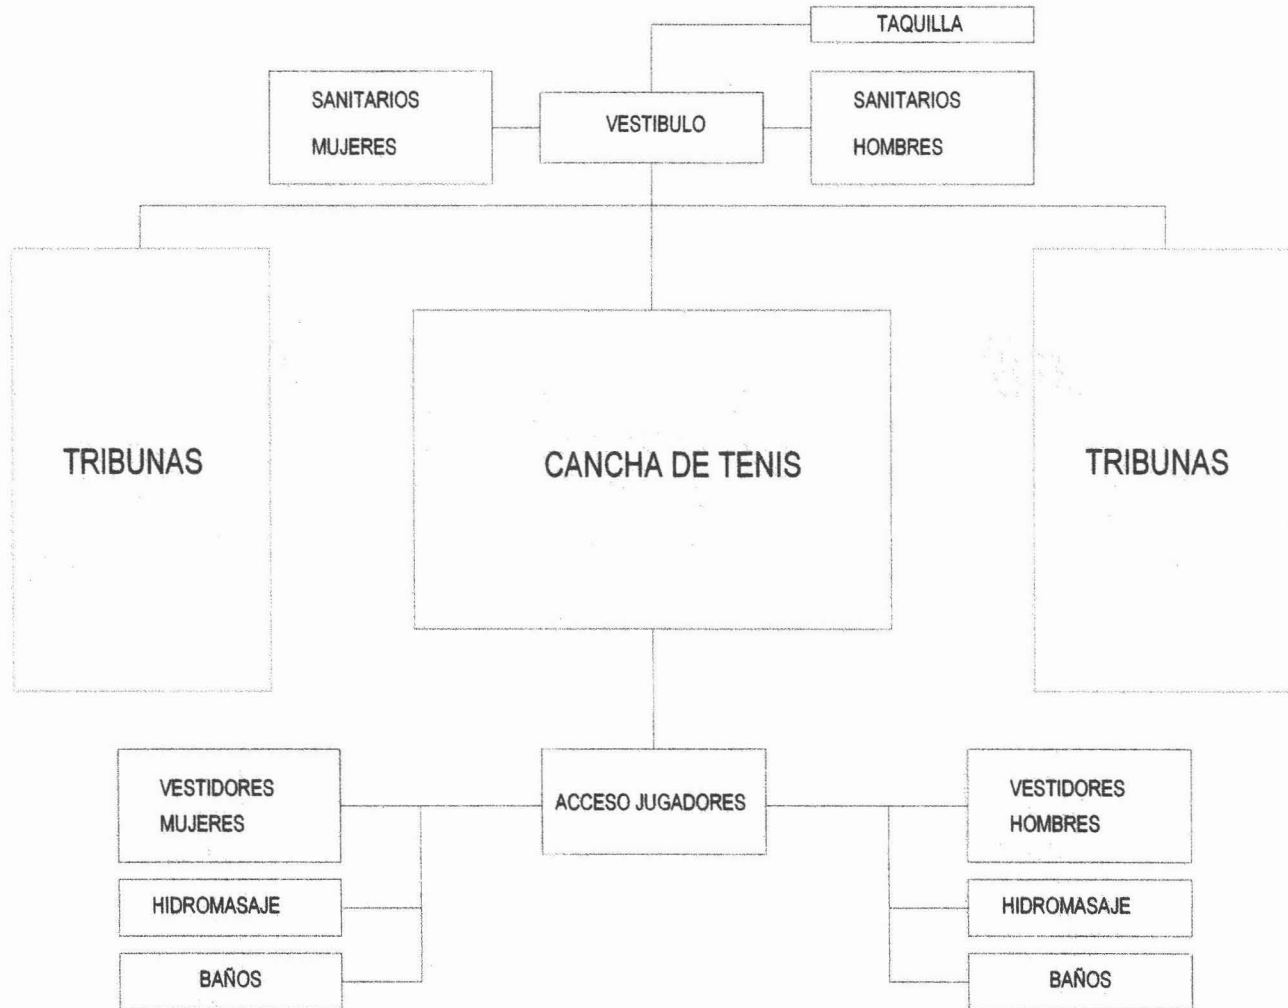 TAQUILLA
SANITARIOS
MUJERES
VESTIBULO
SANITARIOS
HOMBRES
TRIBUNAS
CANCHA DE TENIS
TRIBUNAS
VESTIDORES
MUJERES
ACCESO JUGADORES
VESTIDORES
HOMBRES
HIDROMASAJE
HIDROMASAJE
BAÑOS
BAÑOS